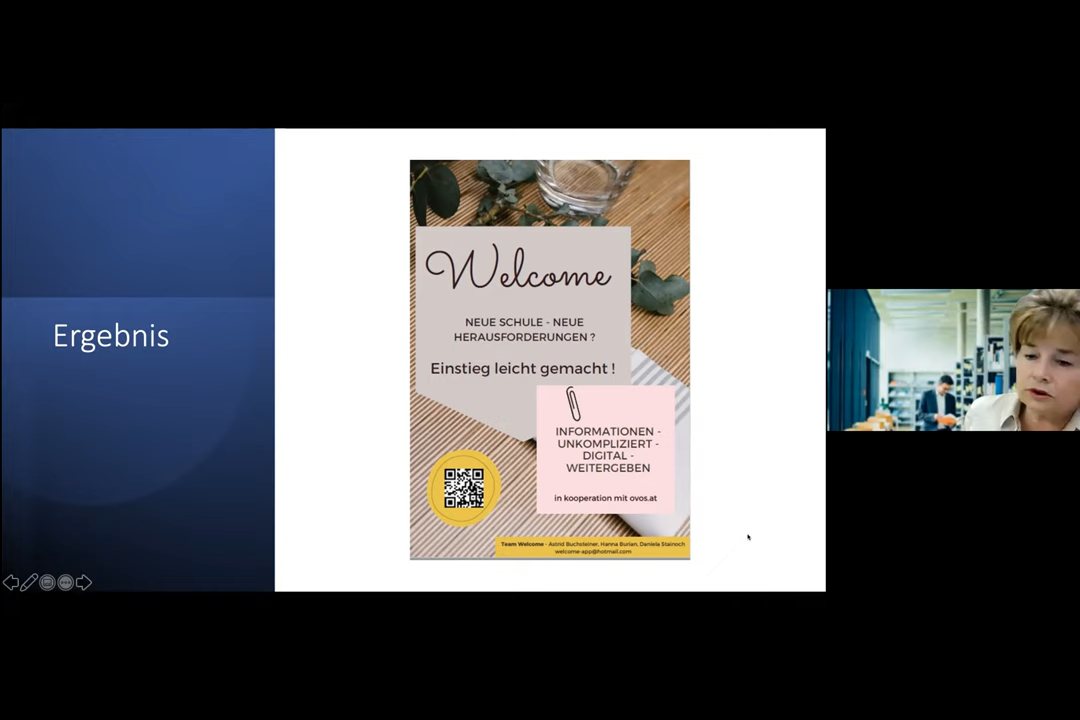 Ergebnis
Welcome
NEUE SCHULE - NEUE
HERAUSFORDERUNGEN ?
Einstieg leicht gemacht !
INFORMATIONEN -
UNKOMPLIZIERT -
DIGITAL -
WEITERGEBEN
in kooperation mit ovos.at
Team Welcome - Astrid Buchsteiner, Hanna Burian, Daniela Stainoch
welcome-app@hotmail.com